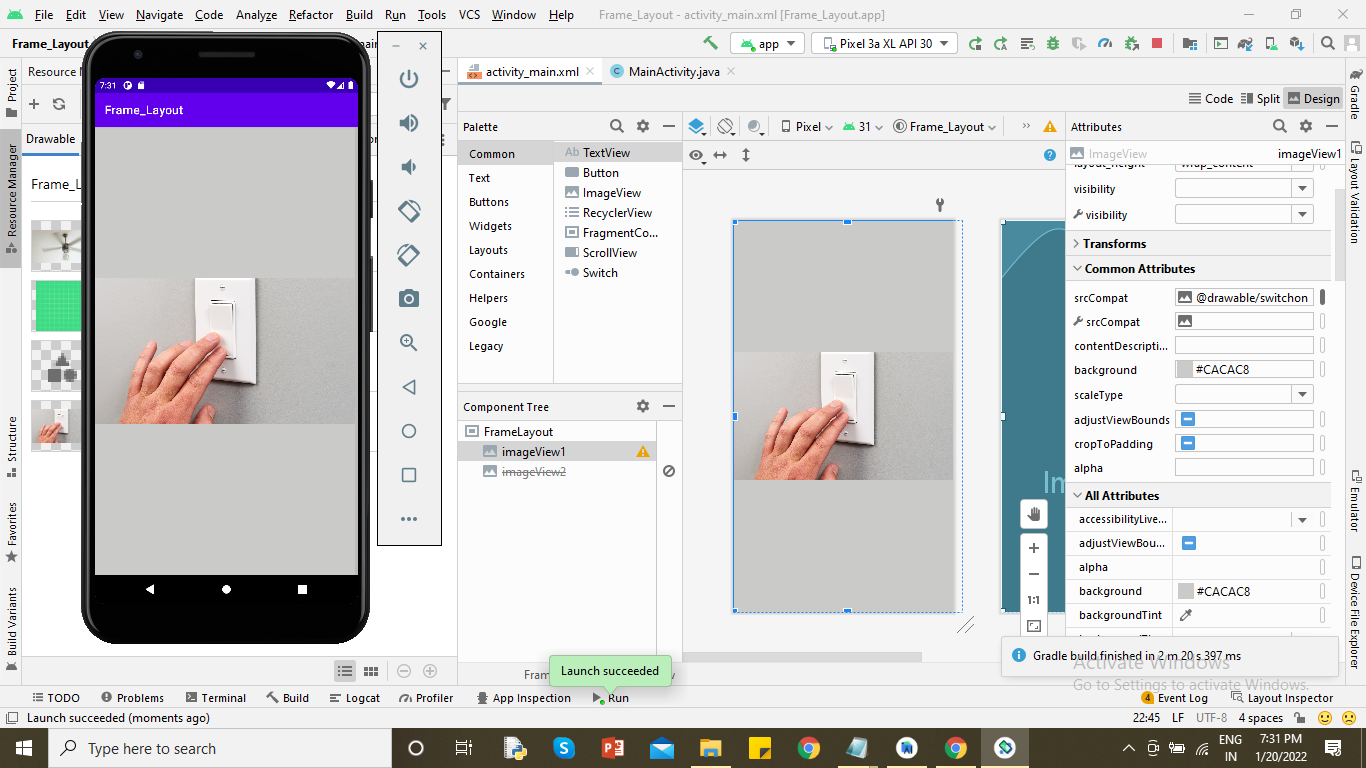 File Edit View Navigate Code Analyze Refactor Build Run Tools VCS Window Help Frame_Layout - activity_main.xml [Frame_Layout.app]
Frame_Layout
app
Pixel 3a XL API 30
Project
Resource Manager
Structure
Favorites
Build Variants
Resource M
Drawable
Frame_L
7:31
Frame_Layout
activity_main.xml
MainActivity.java
Code Split Design
Palette
Common
Text
Buttons
Widgets
Layouts
Containers
Helpers
Google
Legacy
Ab TextView
Button
ImageView
RecyclerView
FragmentCo...
ScrollView
Switch
Component Tree
FrameLayout
imageView1
imageView2
Pixel
31
Frame_Layout
Im
1:1
Attributes
ImageView
imageView1
layout_height wrap_content
visibility
visibility
Transforms
Common Attributes
srcCompat @drawable/switchon
srcCompat
contentDescripti...
background #CACAC8
scaleType
adjustViewBounds
cropToPadding
alpha
All Attributes
accessibilityLive...
adjustViewBou...
alpha
background #CACAC8
backgroundTint
Gradle
Layout Validation
Emulator
Device File Explorer
Gradle build finished in 2 m 20 s 397 ms
Activate Windows
Go to Settings to activate Windows.
Launch succeeded
TODO Problems Terminal Build Logcat Profiler App Inspection Run
4 Event Log Layout Inspector
Launch succeeded (moments ago)
22:45 LF UTF-8 4 spaces
Type here to search
ENG
IN
7:31 PM
1/20/2022